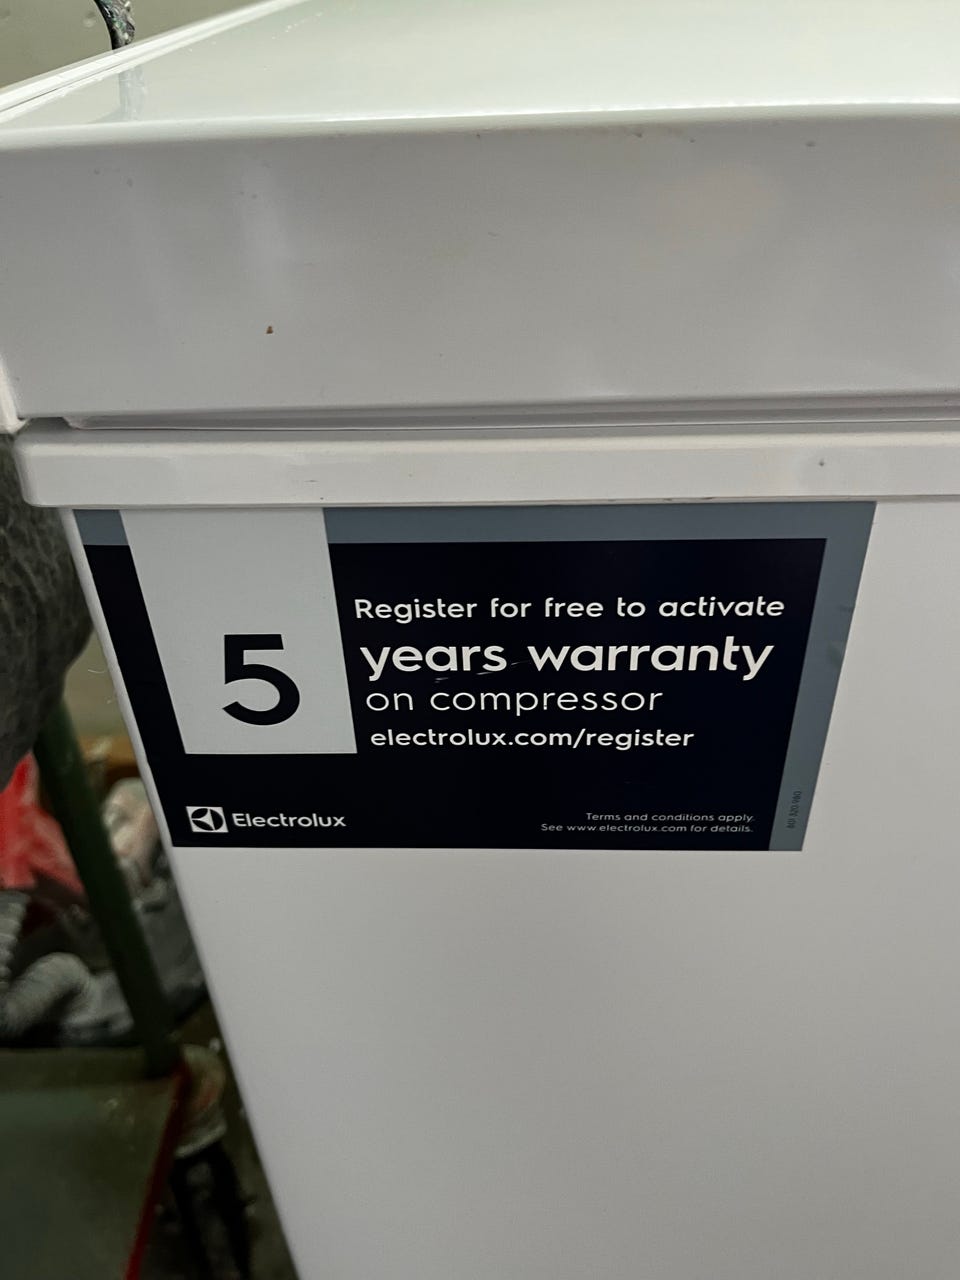 5
Register for free to activate
years warranty
on compressor
electrolux.com/register
Electrolux
Terms and conditions apply.
See www.electrolux.com for details.